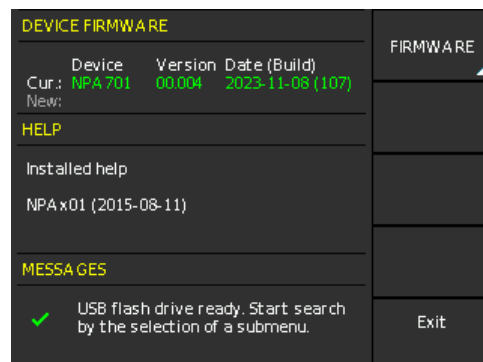 DEVICE FIRMWARE
FIRMWARE
Device Version Date (Build)
Cur.: NPA701 00.004 2023-11-08 (107)
New:
HELP
Installed help
NPAx01 (2015-08-11)
MESSAGES
USB flash drive ready. Start search
by the selection of a submenu.
Exit